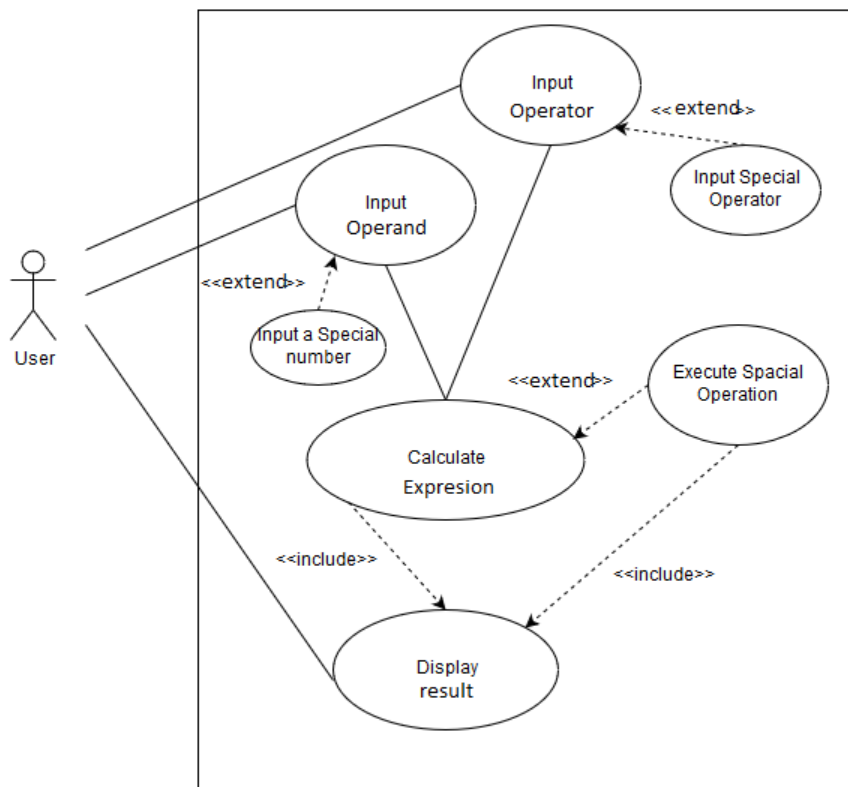 Input
Operator
<< extend>>
Input Special
Operator
Input
Operand
<<extend>>
Input a Special
number
User
<<extend>>
Execute Spacial
Operation
Calculate
Expresion
<<include>>
<<include>>
Display
result